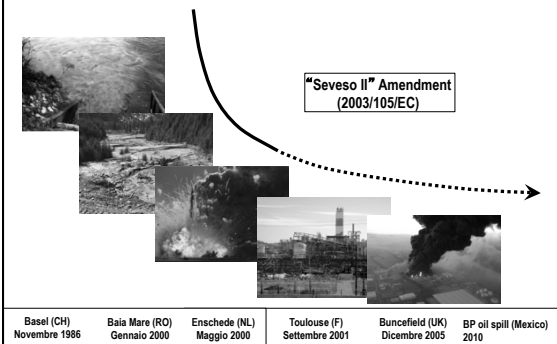 “Seveso II” Amendment
(2003/105/EC)
Basel (CH)
Novembre 1986
Baia Mare (RO)
Gennaio 2000
Enschede (NL)
Maggio 2000
Toulouse (F)
Settembre 2001
Buncefield (UK)
Dicembre 2005
BP oil spill (Mexico)
2010